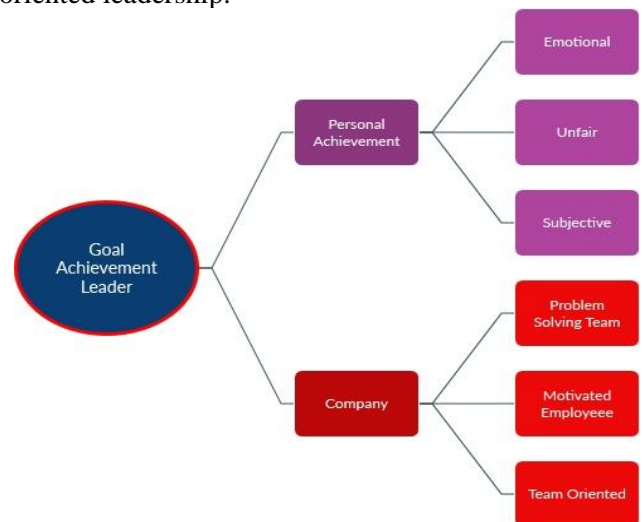 oriented leadership.
Emotional
Personal
Achievement
Unfair
Subjective
Goal
Achievement
Leader
Problem
Solving Team
Company
Motivated
Employeee
Team Oriented